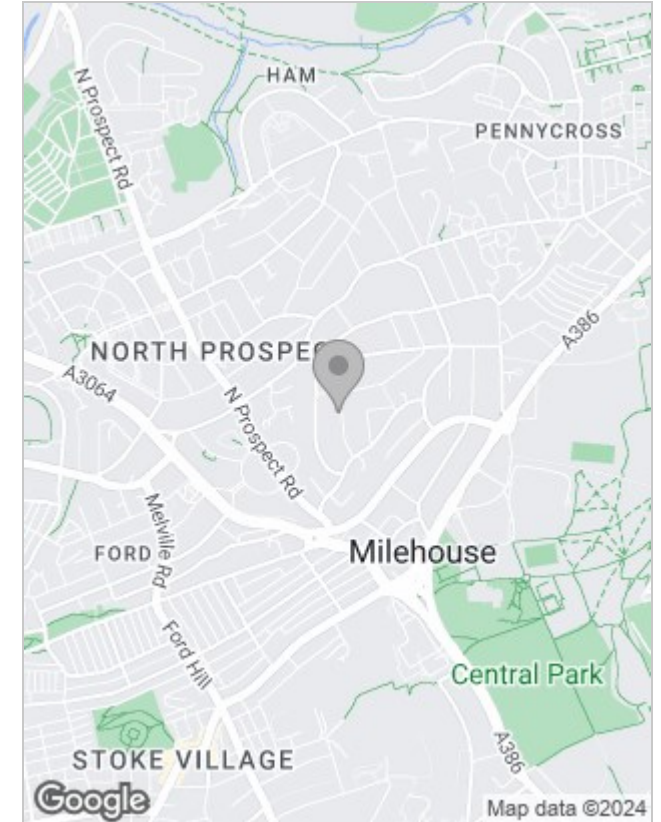 HAM
N Prospect Rd
PENNYCROSS
A386
NORTH PROSPEC
A3064
N Prospect Rd
Melville Rd
Milehouse
FORD
Ford Hill
Central Park
A386
STOKE VILLAGE
Google
Map data ©2024